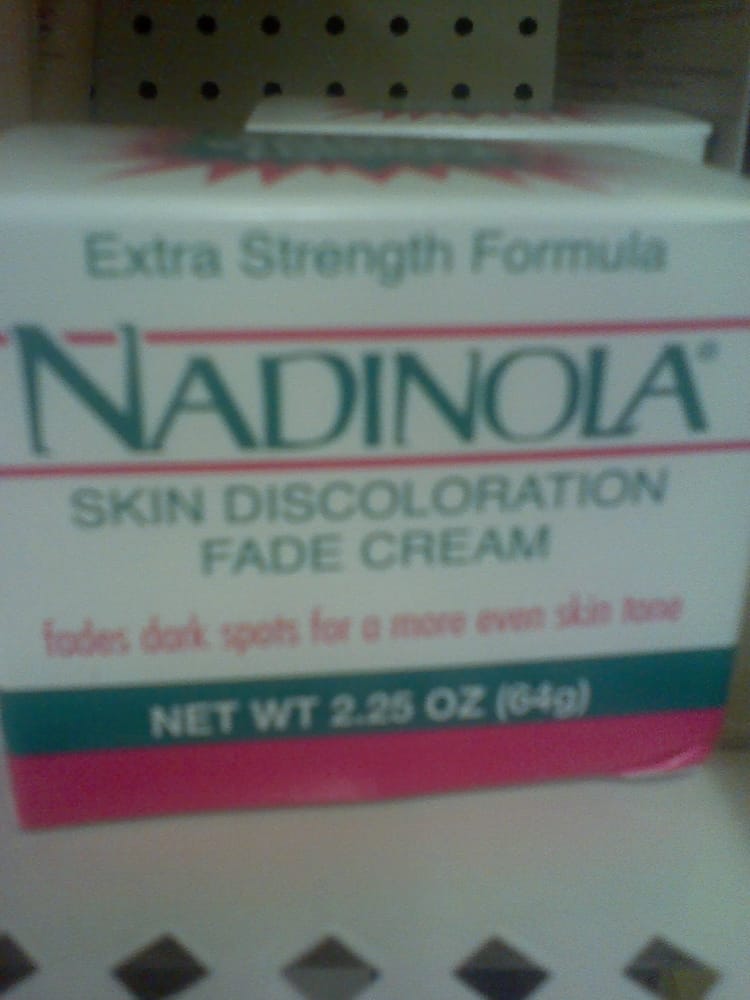 Extra Strength Formula
NADINOLA®
SKIN DISCOLORATION
FADE CREAM
fades dark spots for a more even skin tone
NET WT 2.25 OZ (64g)